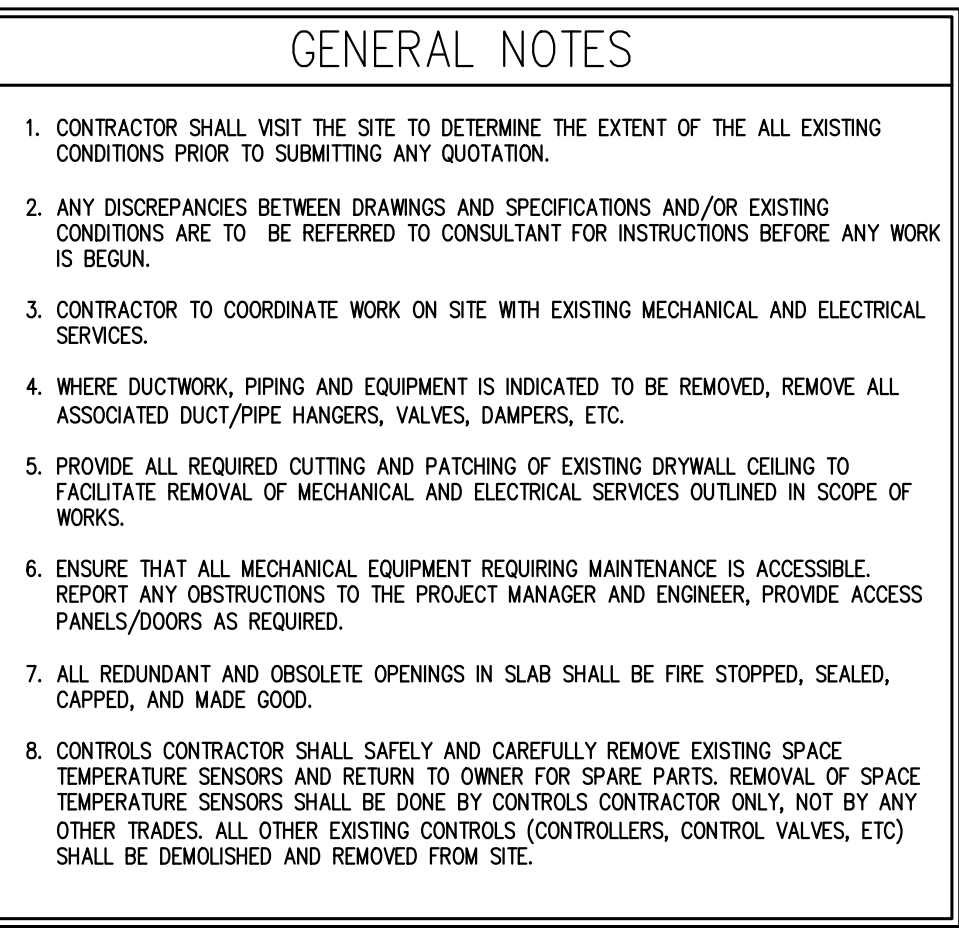 GENERAL NOTES
1. CONTRACTOR SHALL VISIT THE SITE TO DETERMINE THE EXTENT OF THE ALL EXISTING
CONDITIONS PRIOR TO SUBMITTING ANY QUOTATION.
2. ANY DISCREPANCIES BETWEEN DRAWINGS AND SPECIFICATIONS AND/OR EXISTING
CONDITIONS ARE TO  BE REFERRED TO CONSULTANT FOR INSTRUCTIONS BEFORE ANY WORK
IS BEGUN.
3. CONTRACTOR TO COORDINATE WORK ON SITE WITH EXISTING MECHANICAL AND ELECTRICAL
SERVICES.
4. WHERE DUCTWORK, PIPING AND EQUIPMENT IS INDICATED TO BE REMOVED, REMOVE ALL
ASSOCIATED DUCT/PIPE HANGERS, VALVES, DAMPERS, ETC.
5. PROVIDE ALL REQUIRED CUTTING AND PATCHING OF EXISTING DRYWALL CEILING TO
FACILITATE REMOVAL OF MECHANICAL AND ELECTRICAL SERVICES OUTLINED IN SCOPE OF
WORKS.
6. ENSURE THAT ALL MECHANICAL EQUIPMENT REQUIRING MAINTENANCE IS ACCESSIBLE.
REPORT ANY OBSTRUCTIONS TO THE PROJECT MANAGER AND ENGINEER, PROVIDE ACCESS
PANELS/DOORS AS REQUIRED.
7. ALL REDUNDANT AND OBSOLETE OPENINGS IN SLAB SHALL BE FIRE STOPPED, SEALED,
CAPPED, AND MADE GOOD.
8. CONTROLS CONTRACTOR SHALL SAFELY AND CAREFULLY REMOVE EXISTING SPACE
TEMPERATURE SENSORS AND RETURN TO OWNER FOR SPARE PARTS. REMOVAL OF SPACE
TEMPERATURE SENSORS SHALL BE DONE BY CONTROLS CONTRACTOR ONLY, NOT BY ANY
OTHER TRADES. ALL OTHER EXISTING CONTROLS (CONTROLLERS, CONTROL VALVES, ETC)
SHALL BE DEMOLISHED AND REMOVED FROM SITE.